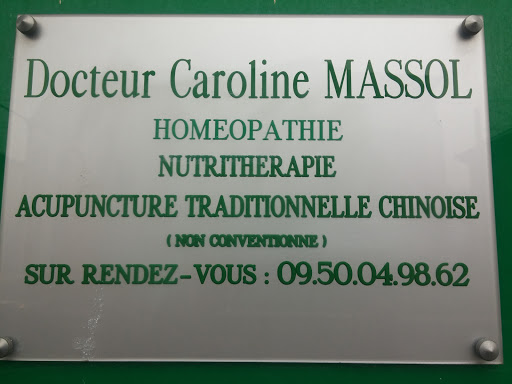 Docteur Caroline MASSOL
HOMEOPATHIE
NUTRITHERAPIE
ACUPUNCTURE TRADITIONNELLE CHINOISE
( NON CONVENTIONNE )
SUR RENDEZ-VOUS : 09.50.04.98.62